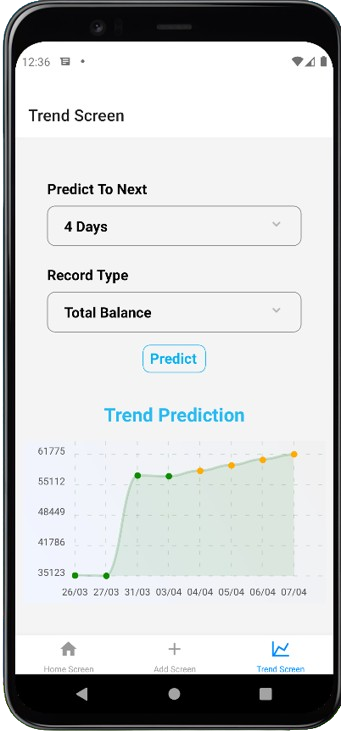 12:36
Trend Screen
Predict To Next
4 Days
Record Type
Total Balance
Predict
Trend Prediction
61775
55112
48449
41786
35123
26/03 27/03 31/03 03/04 04/04 05/04 06/04 07/04
Home Screen Add Screen Trend Screen